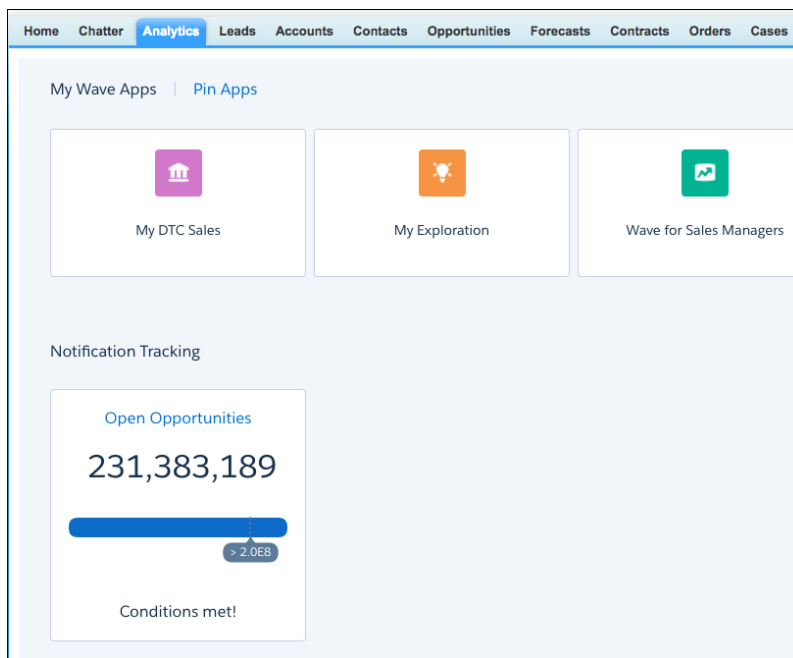 Home Chatter Analytics Leads Accounts Contacts Opportunities Forecasts Contracts Orders Cases
My Wave Apps | Pin Apps
My DTC Sales My Exploration Wave for Sales Managers
Notification Tracking
Open Opportunities
231,383,189
> 2.0E8
Conditions met!